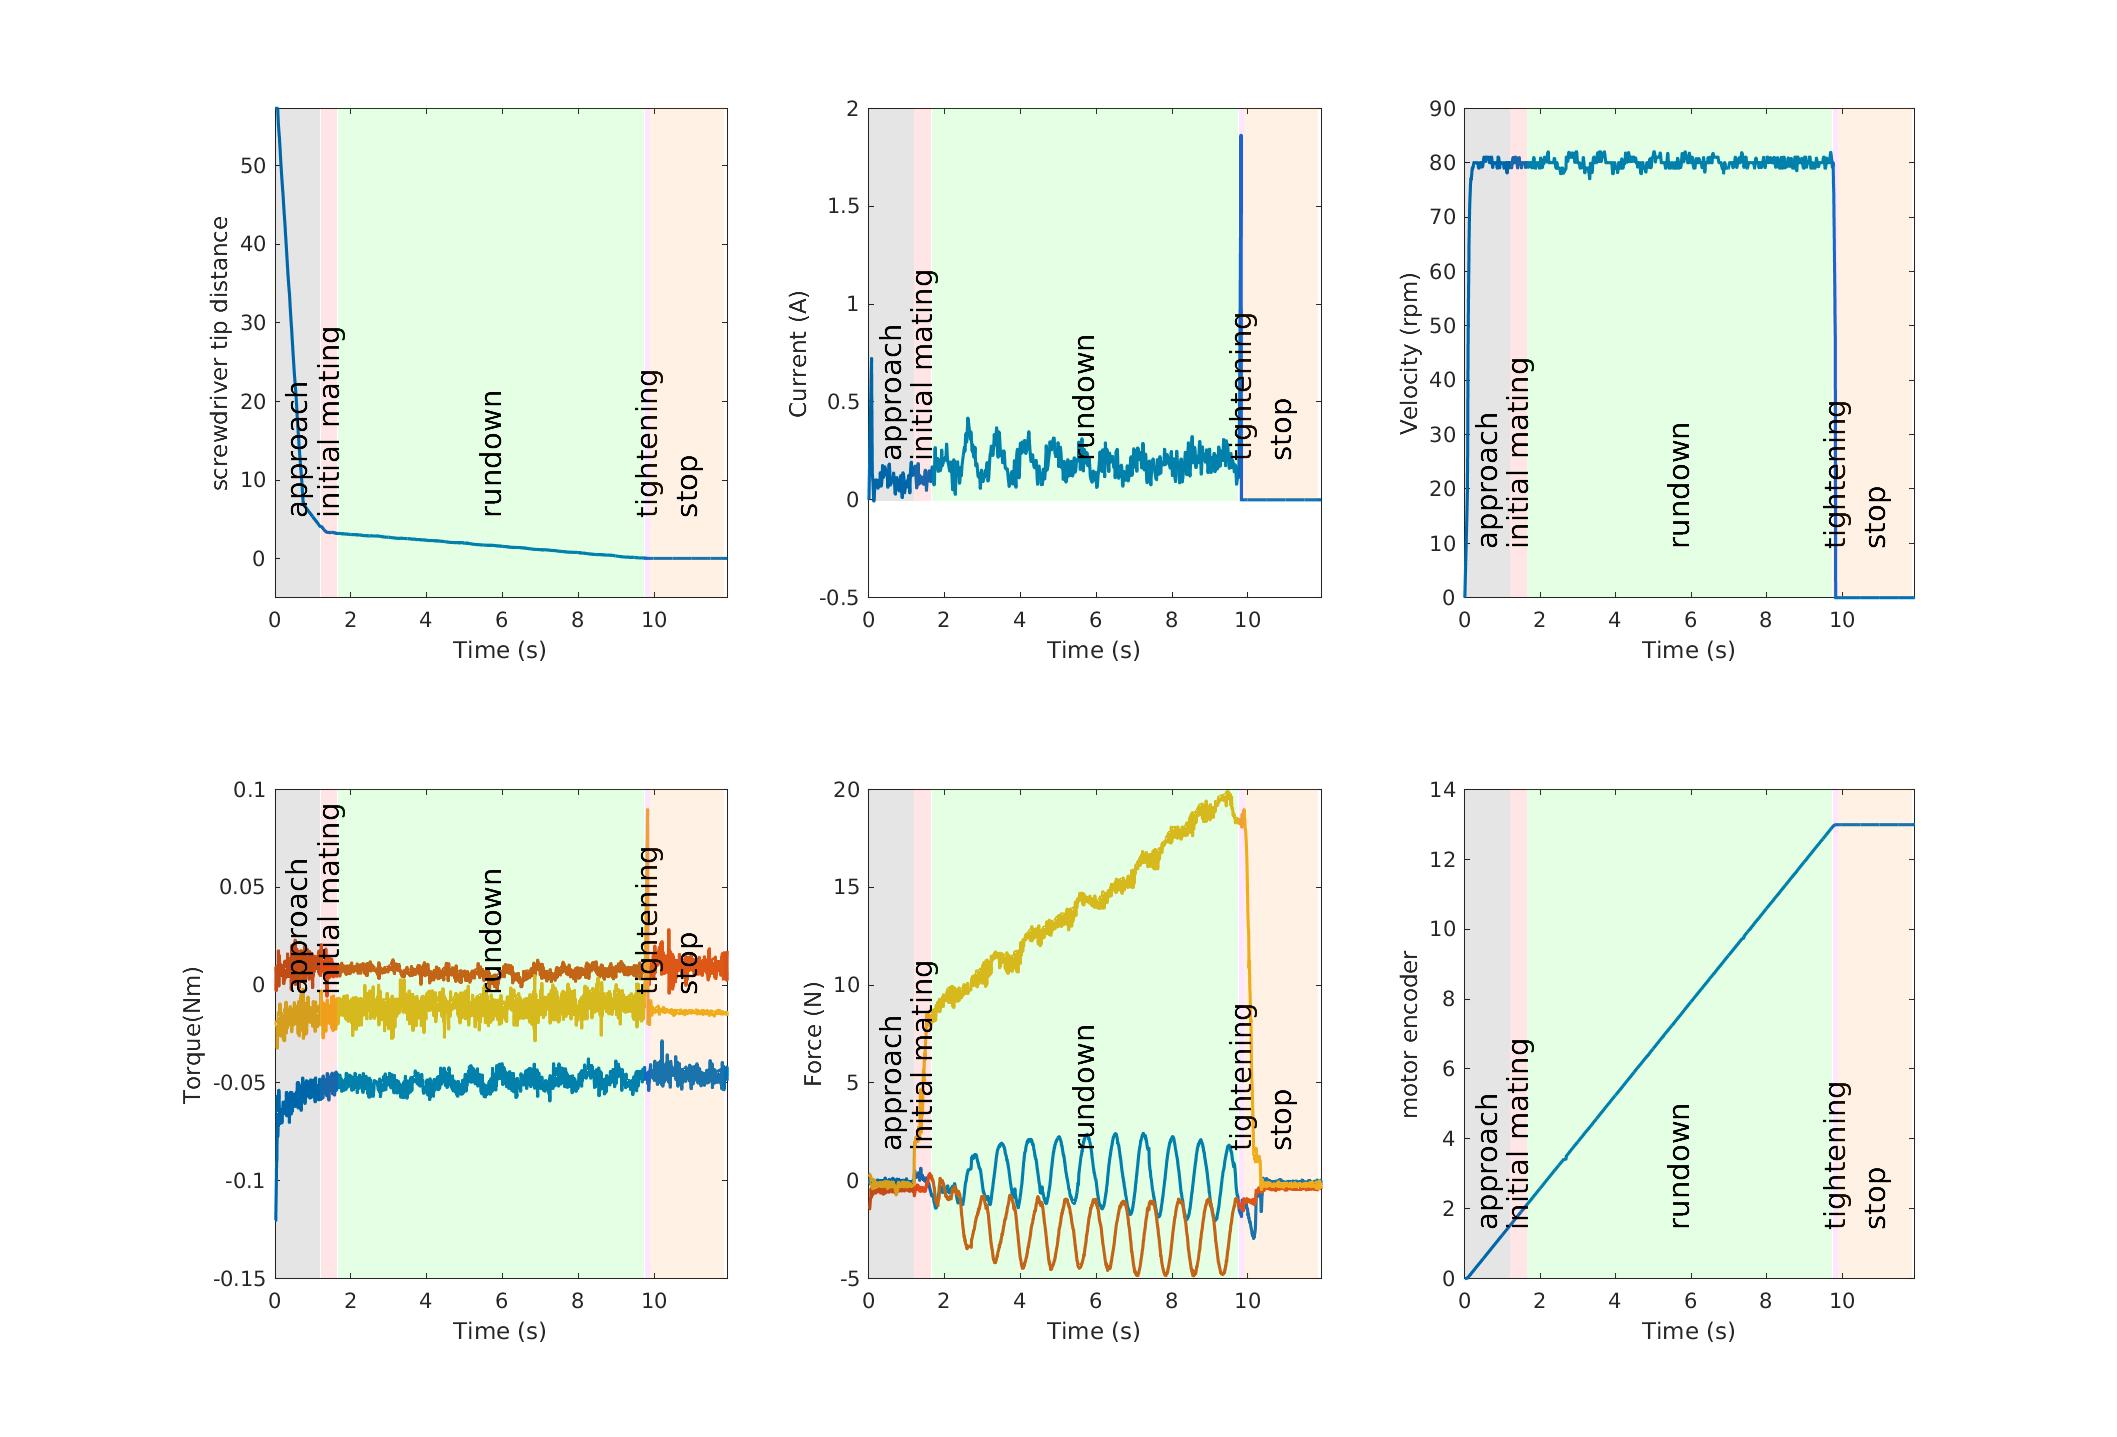 screwdriver tip distance
50
40
30
20
10
0
approach
initial mating
rundown
tightening
stop
0 2 4 6 8 10
Time (s)
Current (A)
2
1.5
1
0.5
0
-0.5
approach
initial mating
rundown
tightening
stop
0 2 4 6 8 10
Time (s)
Velocity (rpm)
90
80
70
60
50
40
30
20
10
0
approach
initial mating
rundown
tightening
stop
0 2 4 6 8 10
Time (s)
Torque(Nm)
0.1
0.05
0
-0.05
-0.1
-0.15
approach
initial mating
rundown
tightening
stop
0 2 4 6 8 10
Time (s)
Force (N)
20
15
10
5
0
-5
approach
initial mating
rundown
tightening
stop
0 2 4 6 8 10
Time (s)
motor encoder
14
12
10
8
6
4
2
0
approach
initial mating
rundown
tightening
stop
0 2 4 6 8 10
Time (s)